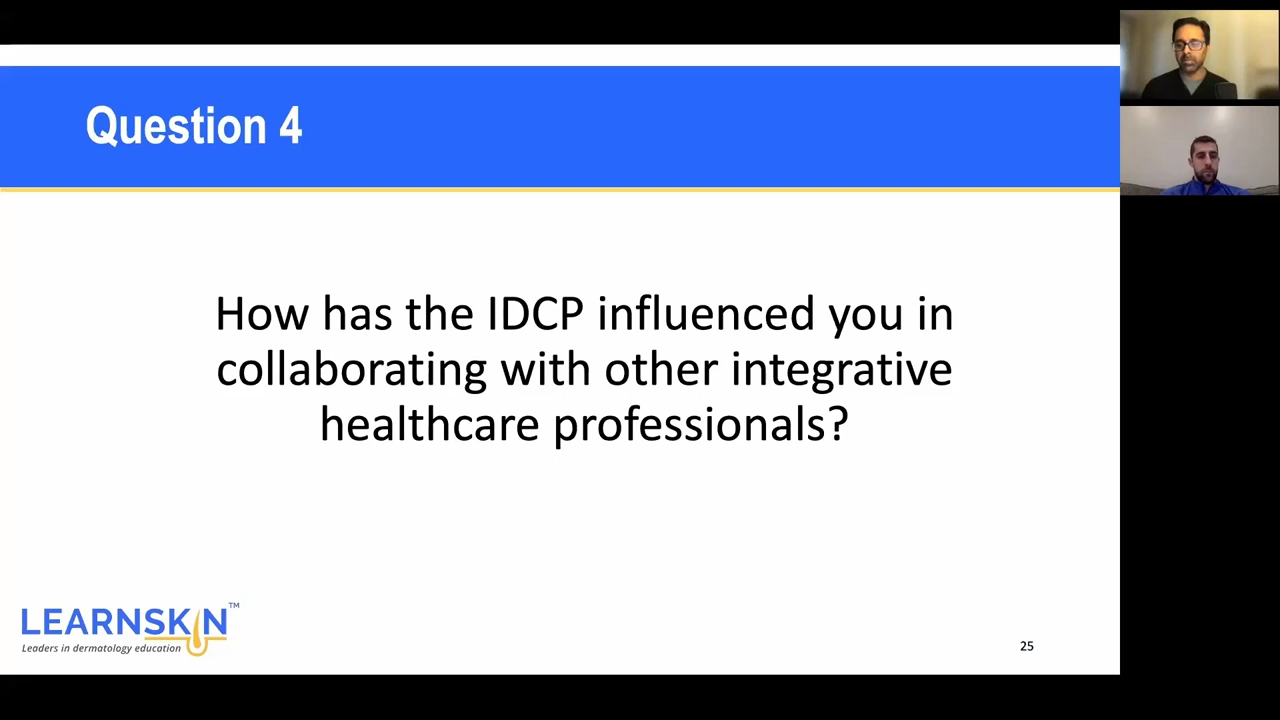 Question 4
How has the IDCP influenced you in
collaborating with other integrative
healthcare professionals?
LEARNSKIN™
Leaders in dermatology education
25